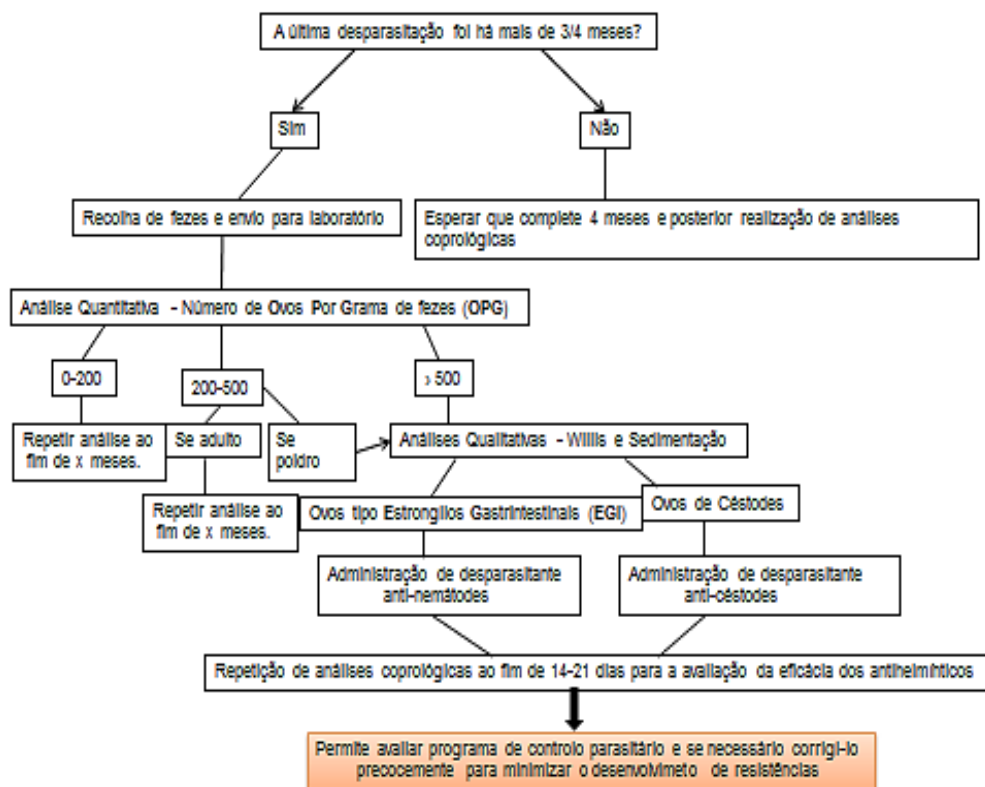 A última desparasitação foi há mais de 3/4 meses?
Sim
Não
Recolha de fezes e envio para laboratório
Esperar que complete 4 meses e posterior realização de análises
coprológicas
Análise Quantitativa - Número de Ovos Por Grama de fezes (OPG)
0-200
200-500
> 500
Repetir análise ao
fim de x meses.
Se adulto
Se
poldro
Análises Qualitativas - Willis e Sedimentação
Repetir análise ao
fim de x meses.
Ovos tipo Estrongilos Gastrintestinais (EGI)
Ovos de Céstodes
Administração de desparasitante
anti-nemátodes
Administração de desparasitante
anti-céstodes
Repetição de análises coprológicas ao fim de 14-21 dias para a avaliação da eficácia dos antihelmínticos
Permite avaliar programa de controlo parasitário e se necessário corrigi-lo
precocemente para minimizar o desenvolvimeto de resistências